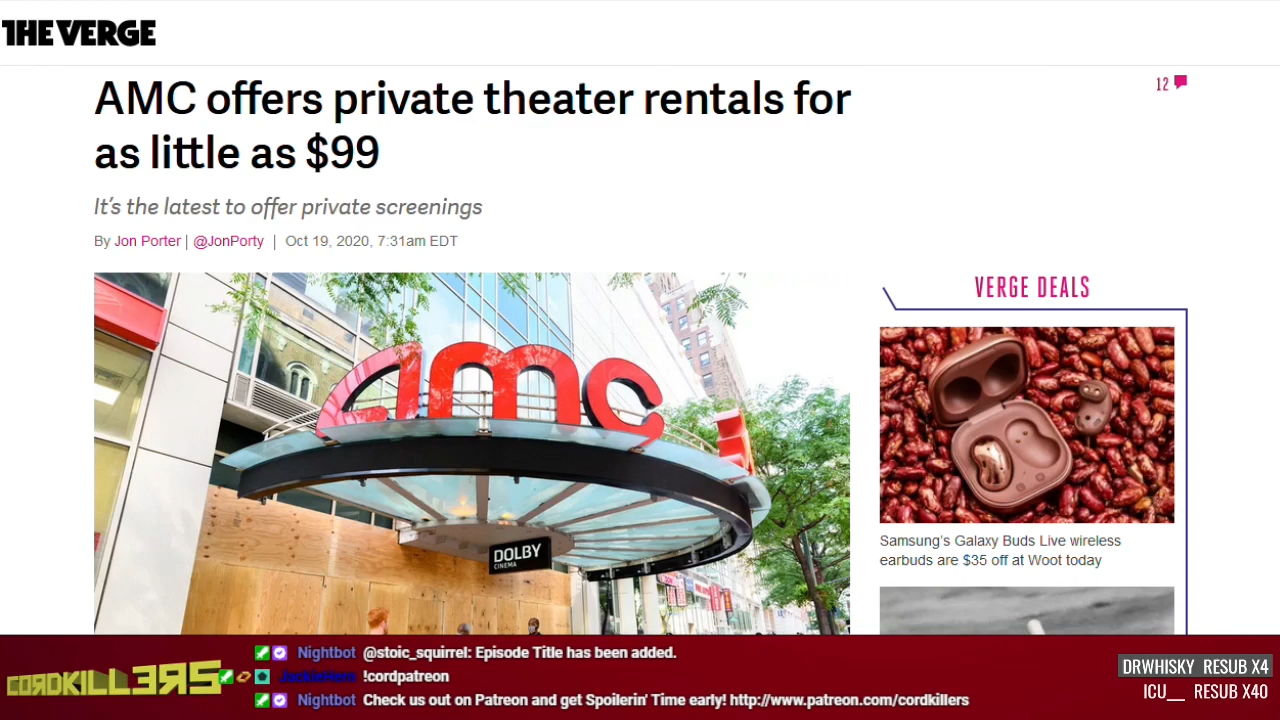 THE VERGE
AMC offers private theater rentals for
as little as $99
12
It's the latest to offer private screenings
By Jon Porter | @JonPorty | Oct 19, 2020, 7:31am EDT
VERGE DEALS
amc
DOLBY
CINEMA
Samsung's Galaxy Buds Live wireless
earbuds are $35 off at Woot today
CORDKILLERS
Nightbot @stoic_squirrel: Episode Title has been added.
!cordpatreon
Nightbot Check us out on Patreon and get Spoilerin' Time early! http://www.patreon.com/cordkillers
DRWHISKY RESUB X4
ICU__ RESUB X40